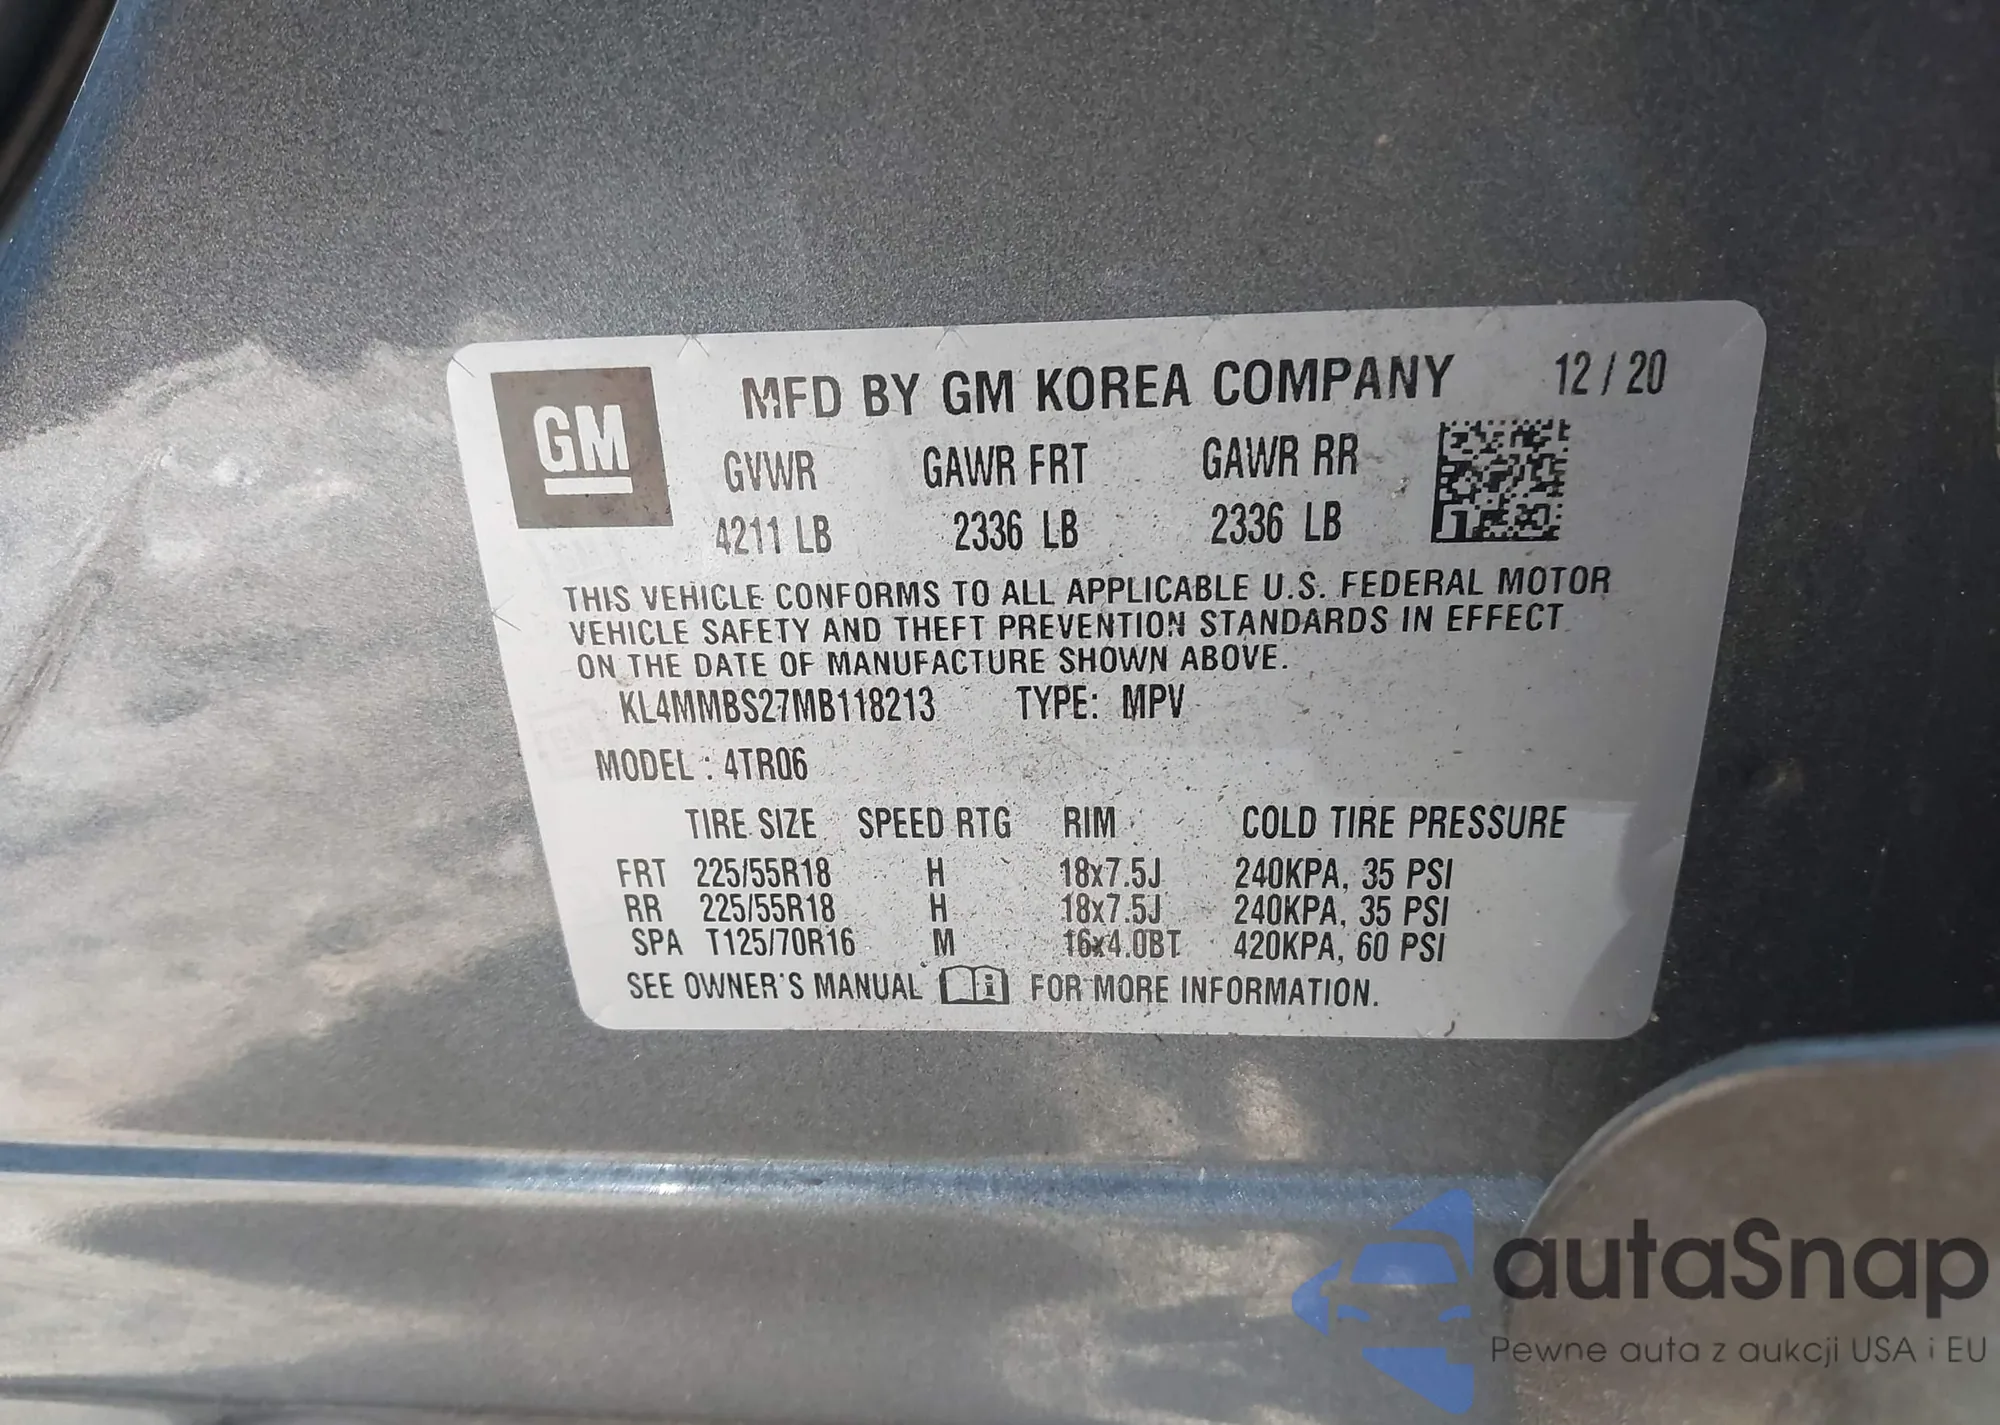 GM
MFD BY GM KOREA COMPANY 12 / 20
GVWR GAWR FRT GAWR RR
4211 LB 2336 LB 2336 LB
THIS VEHICLE CONFORMS TO ALL APPLICABLE U.S. FEDERAL MOTOR
VEHICLE SAFETY AND THEFT PREVENTION STANDARDS IN EFFECT
ON THE DATE OF MANUFACTURE SHOWN ABOVE.
KL4MMBS27MB118213 TYPE: MPV
MODEL : 4TR06
TIRE SIZE SPEED RTG RIM COLD TIRE PRESSURE
FRT 225/55R18 H 18x7.5J 240KPA, 35 PSI
RR 225/55R18 H 18x7.5J 240KPA, 35 PSI
SPA T125/70R16 M 16x4.0BT 420KPA, 60 PSI
SEE OWNER'S MANUAL FOR MORE INFORMATION.
autaSnap
Pewne auta z aukcji USA i EU